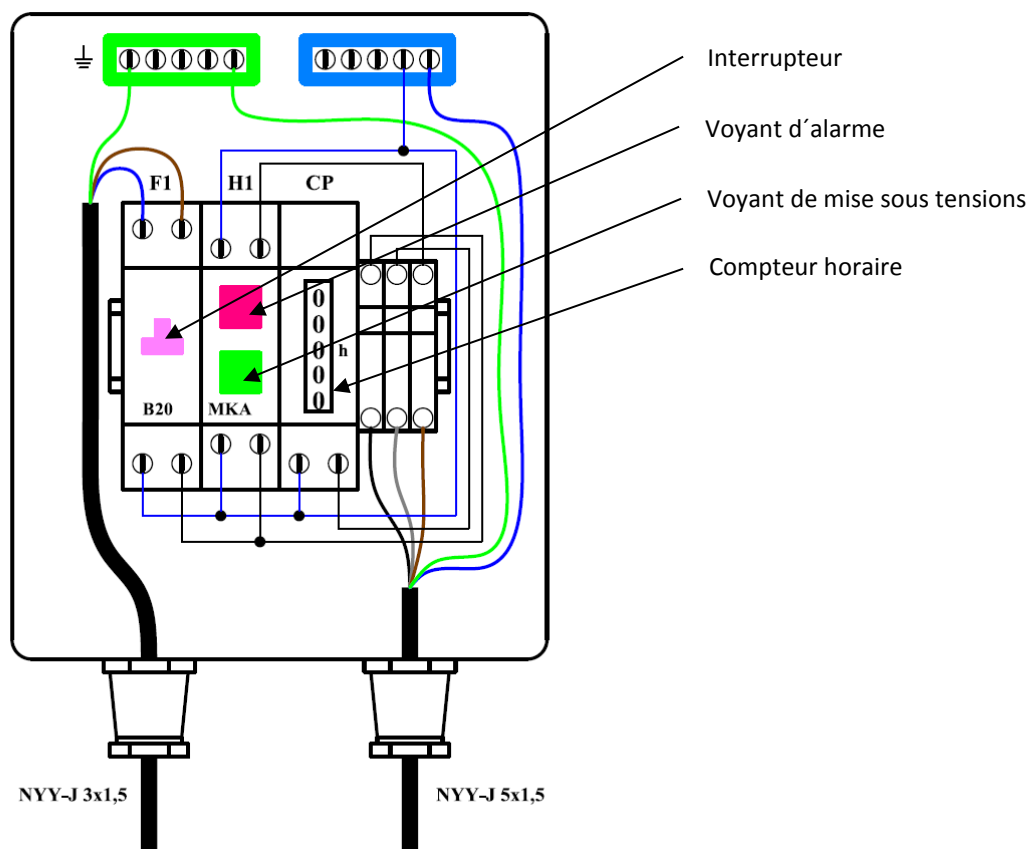 Interrupteur
Voyant d´alarme
Voyant de mise sous tensions
Compteur horaire
F1 H1 CP
0
0
0 h
0
0
B20 MKA
NYY-J 3x1,5 NYY-J 5x1,5